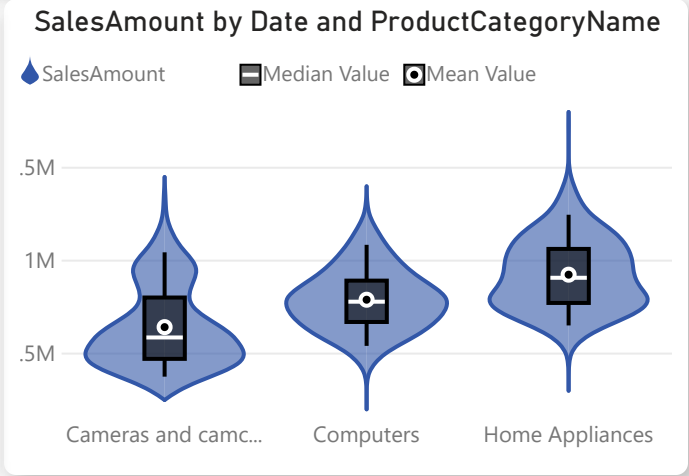 SalesAmount by Date and ProductCategoryName
SalesAmount Median Value Mean Value
.5M
1M
.5M
Cameras and camc... Computers Home Appliances